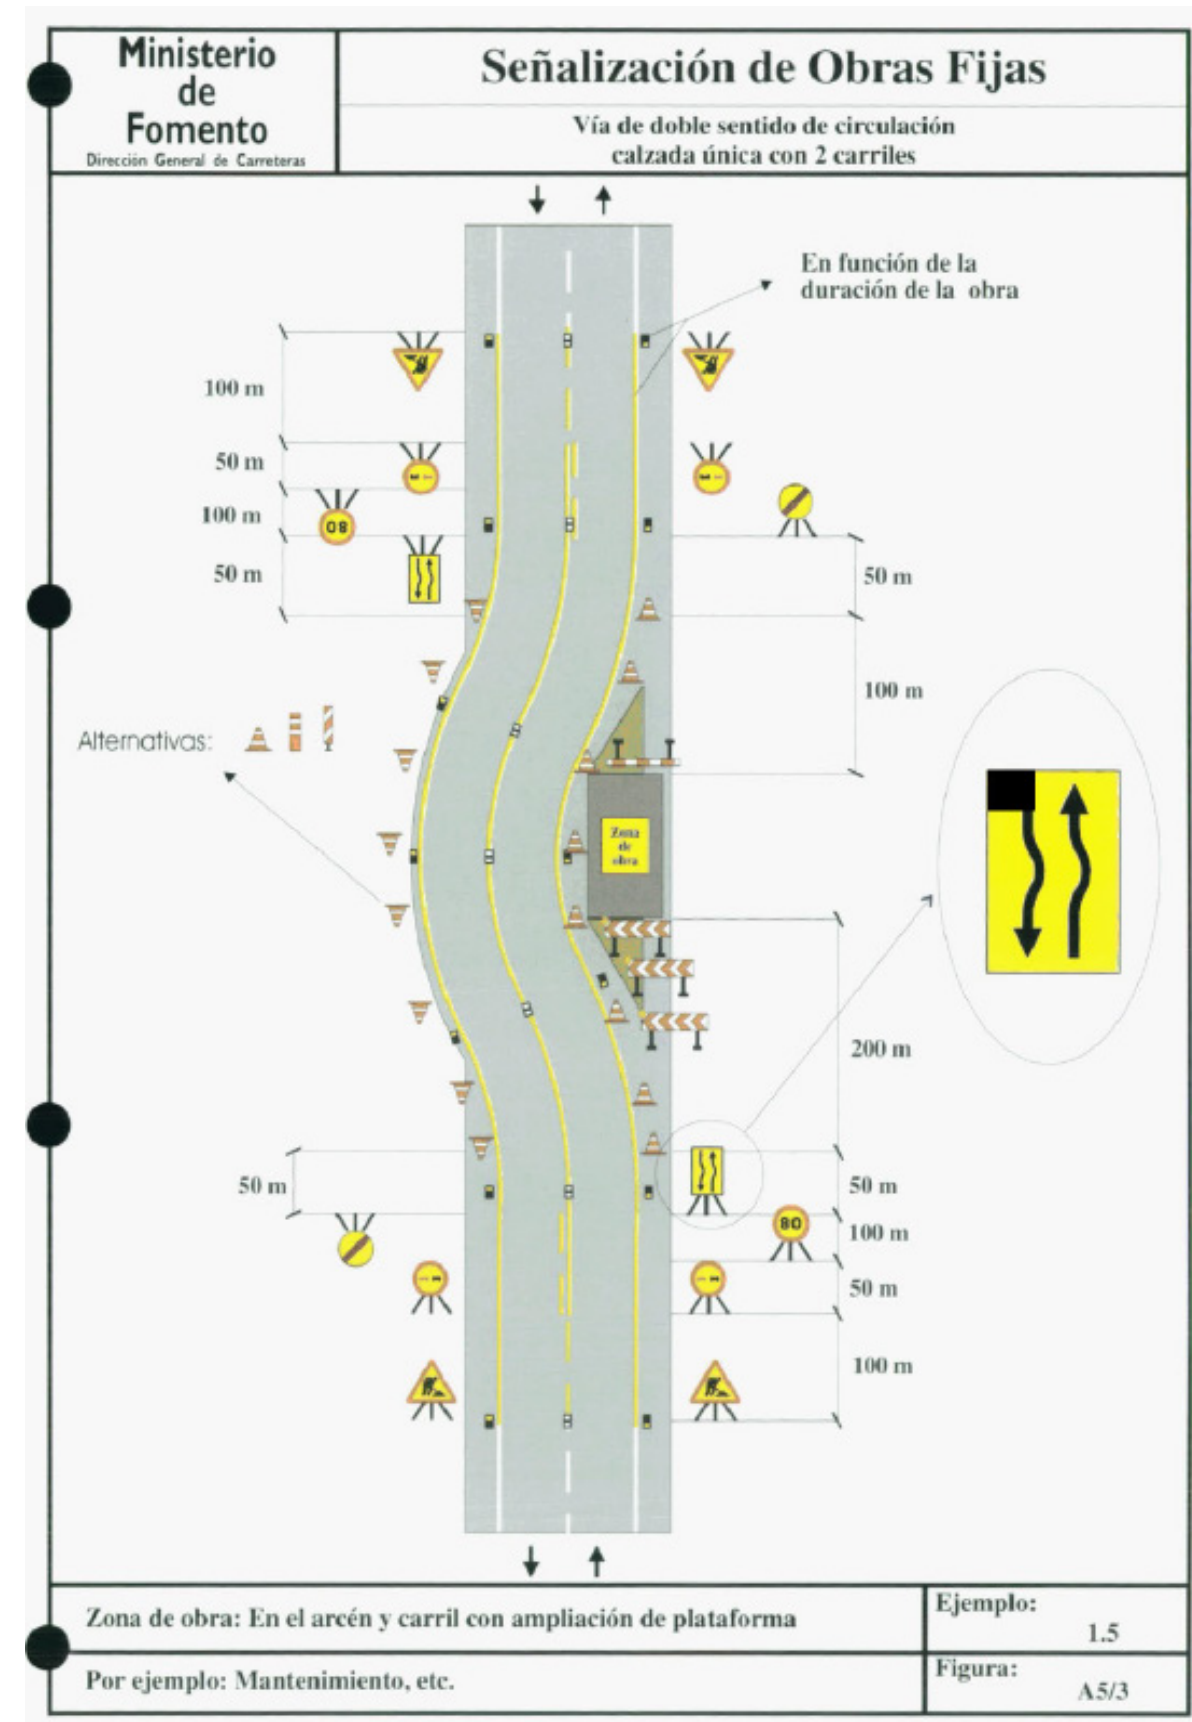 Ministerio
de
Fomento
Dirección General de Carreteras
Señalización de Obras Fijas
Vía de doble sentido de circulación
calzada única con 2 carriles
En función de la
duración de la obra
100 m
50 m
100 m
80
50 m
50 m
100 m
Alternativas:
Zona
de
obra
200 m
50 m
50 m
80
100 m
50 m
100 m
Zona de obra: En el arcén y carril con ampliación de plataforma
Ejemplo:
1.5
Por ejemplo: Mantenimiento, etc.
Figura:
A5/3